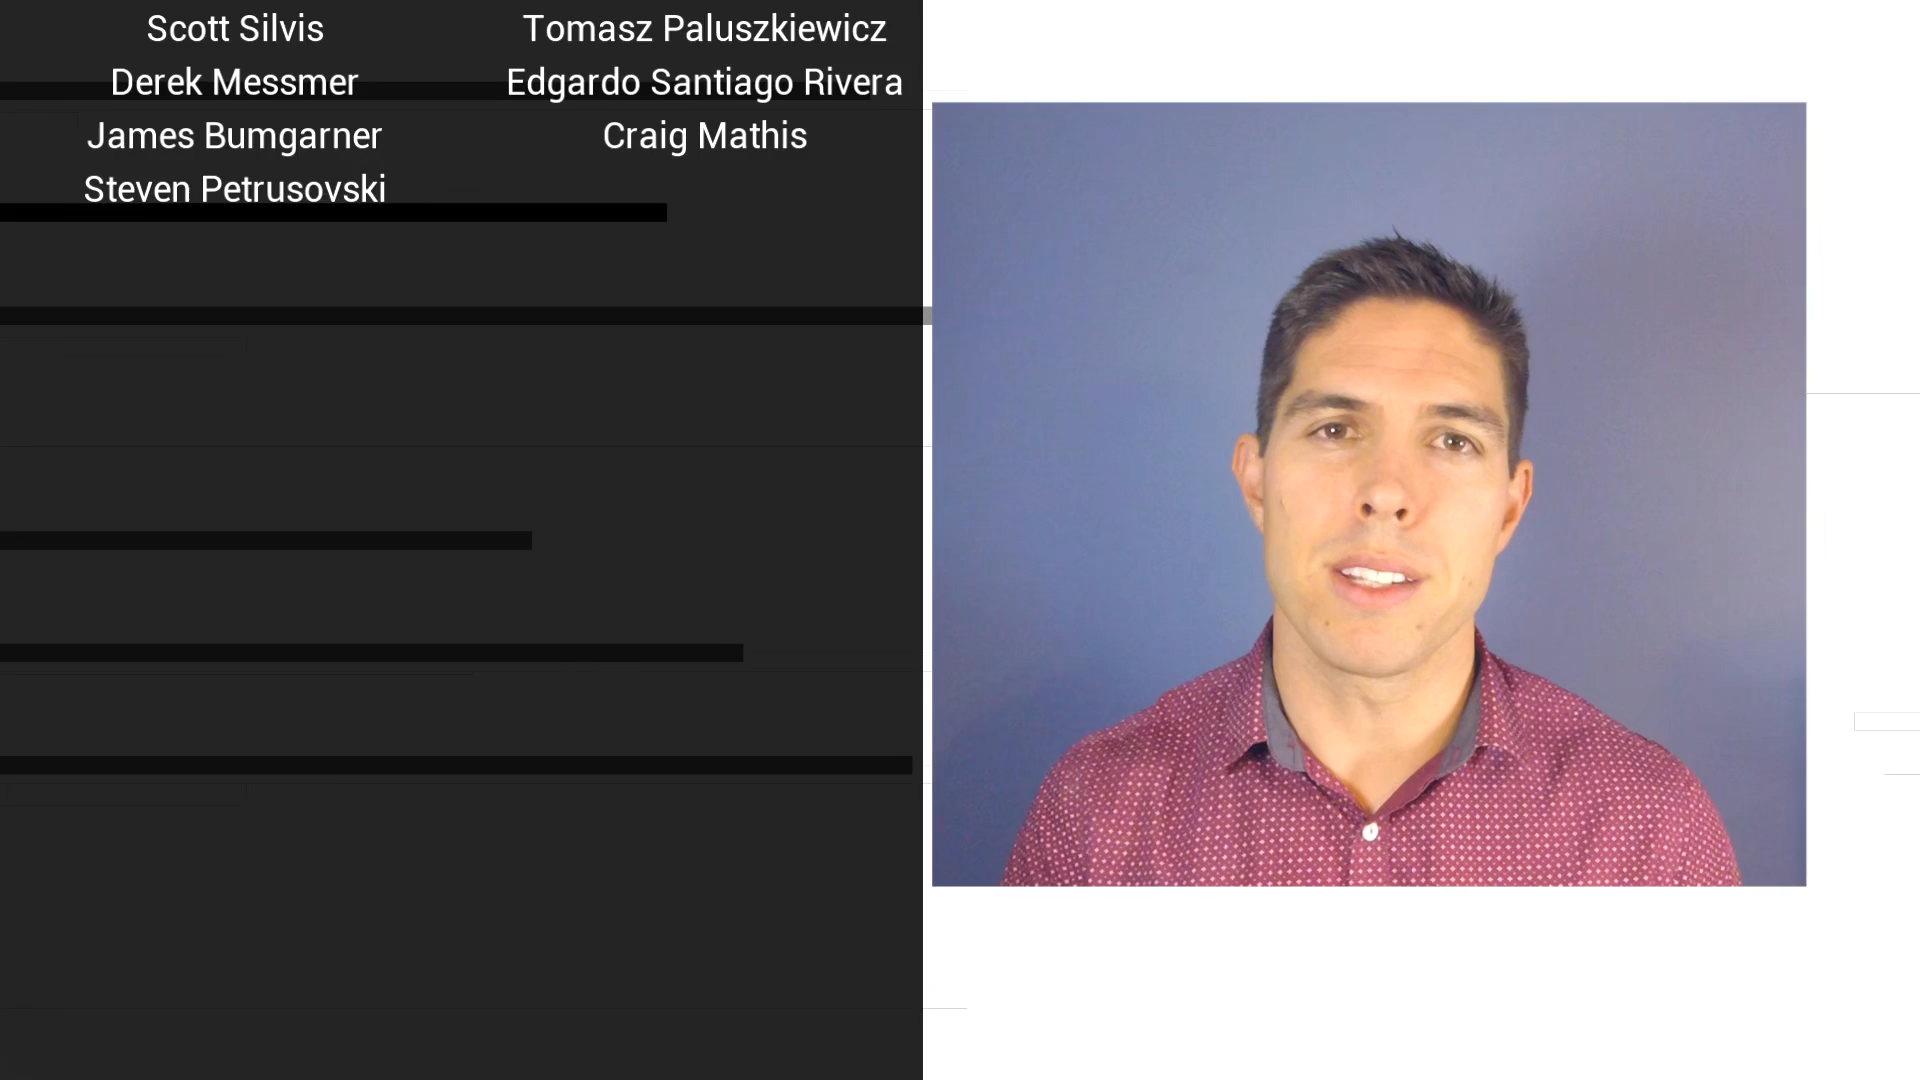 Scott Silvis
Tomasz Paluszkiewicz
Derek Messmer
Edgardo Santiago Rivera
James Bumgarner
Craig Mathis
Steven Petrusovski